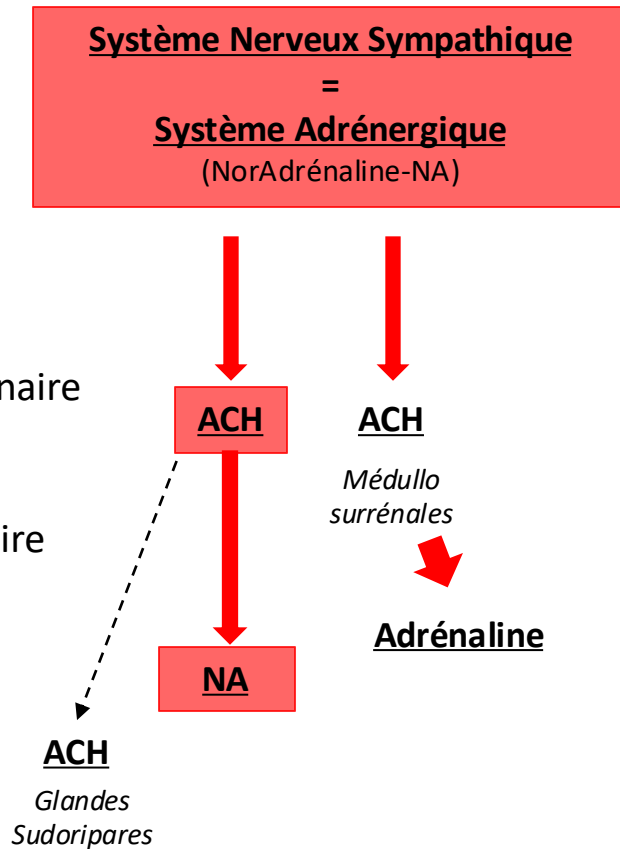 Système Nerveux Sympathique
=
Système Adrénergique
(NorAdrénaline-NA)
naire
ACH
ACH
Médullo
surrénales
ire
Adrénaline
NA
ACH
Glandes
Sudoripares